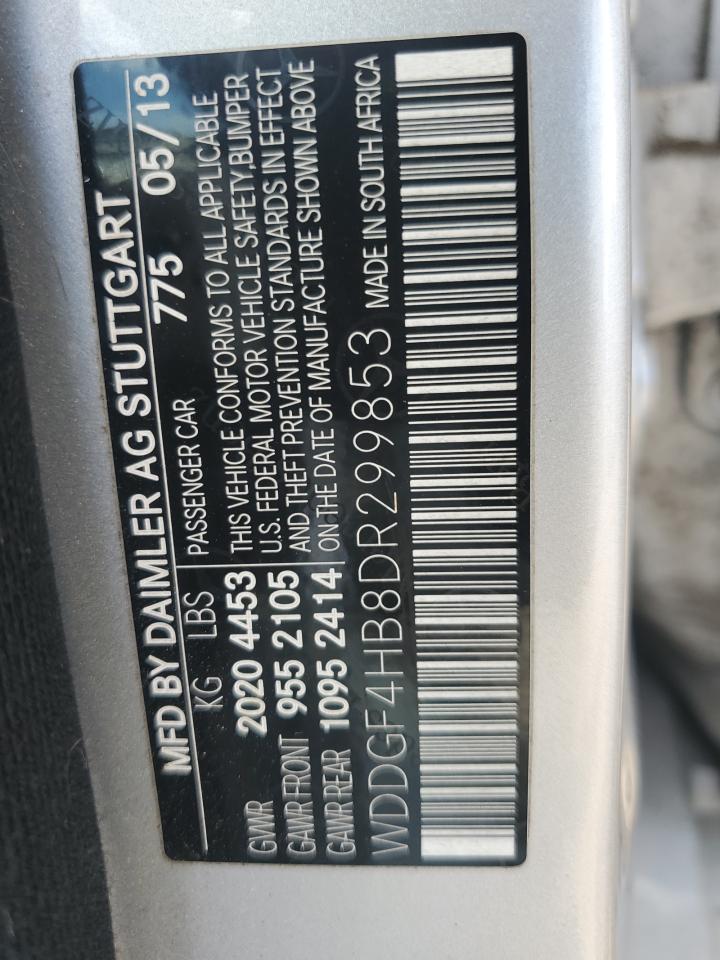 MFD BY DAIMLER AG STUTTGART
775 05/13
KG LBS PASSENGER CAR
GVWR 2020 4453 THIS VEHICLE CONFORMS TO ALL APPLICABLE
U.S. FEDERAL MOTOR VEHICLE SAFETY BUMPER
GAWR FRONT 955 2105 AND THEFT PREVENTION STANDARDS IN EFFECT
GAWR REAR 1095 2414 ON THE DATE OF MANUFACTURE SHOWN ABOVE
WDDGF4HB8DR299853 MADE IN SOUTH AFRICA